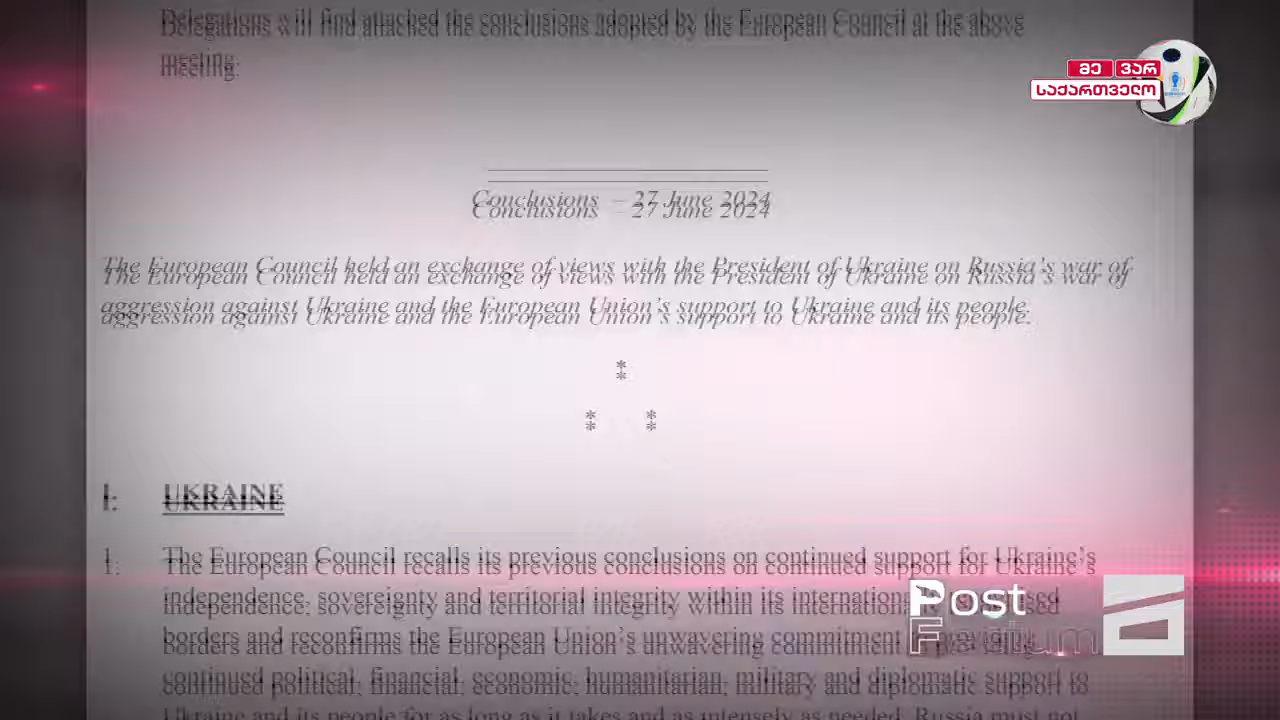 Delegations will find attached the conclusions adopted by the European Council at the above
meeting.
მე ვარ
საქართველო
Conclusions – 27 June 2024
The European Council held an exchange of views with the President of Ukraine on Russia's war of
aggression against Ukraine and the European Union's support to Ukraine and its people.
*
* *
I. UKRAINE
1. The European Council recalls its previous conclusions on continued support for Ukraine's
independence, sovereignty and territorial integrity within its
borders and reconfirms the European Union's unwavering commitment
continued political, financial, economic, humanitarian, military and diplomatic support to
Ukraine and its people for as long as it takes and as intensely as needed. Russia must not
Post
Factum